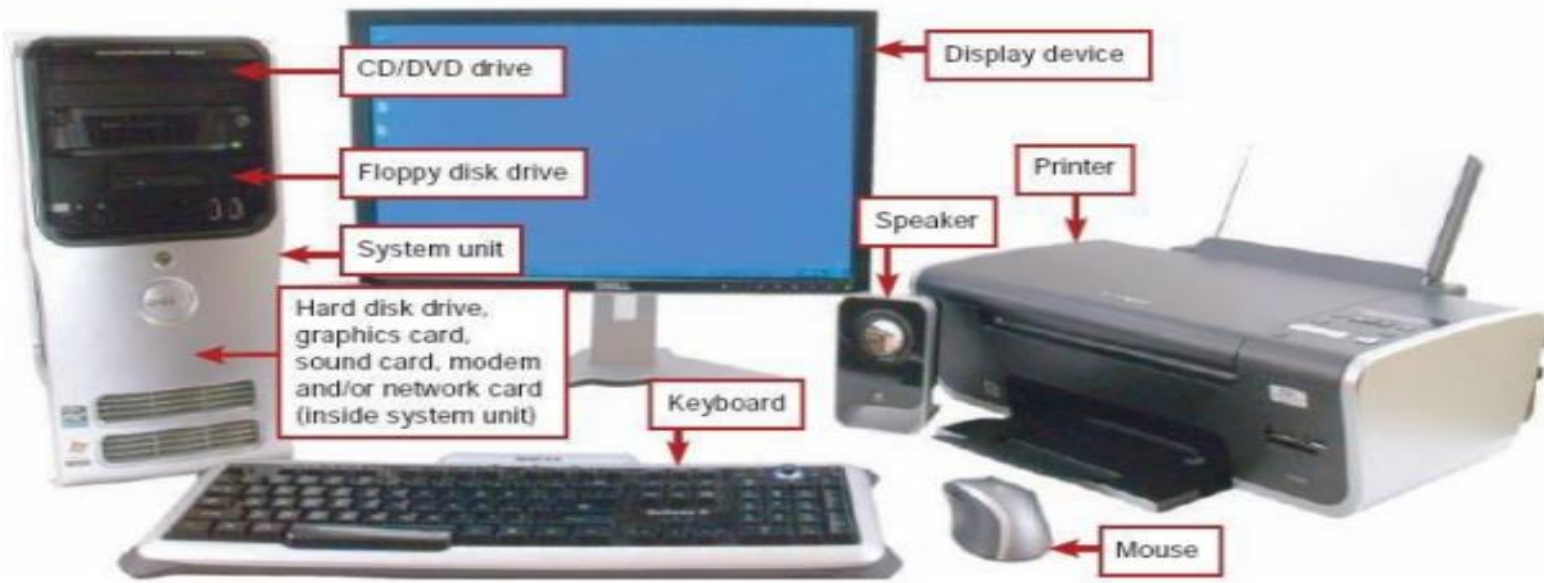 CD/DVD drive
Display device
Floppy disk drive
Printer
Speaker
System unit
Hard disk drive,
graphics card,
sound card, modem
and/or network card
(inside system unit)
Keyboard
Mouse
DELL